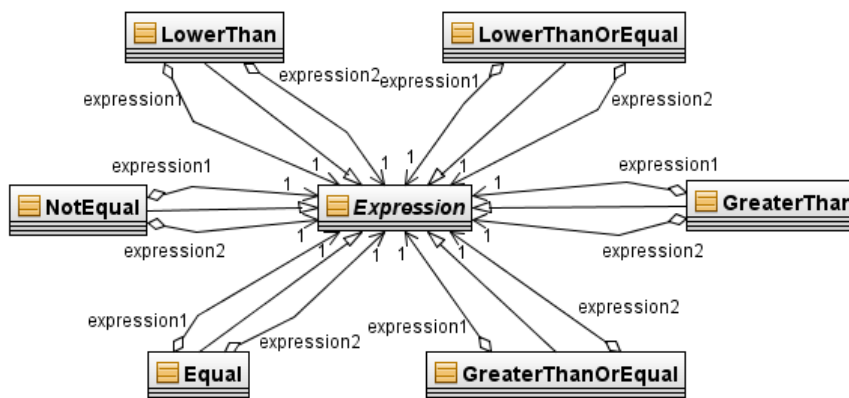 LowerThan
LowerThanOrEqual
expression2
expression1
expression1
expression2
1
1
1
1
expression1
expression1
1
1
NotEqual
Expression
GreaterThan
1
1
expression2
expression2
1
1
1
1
expression1
expression2
expression1
expression2
Equal
GreaterThanOrEqual